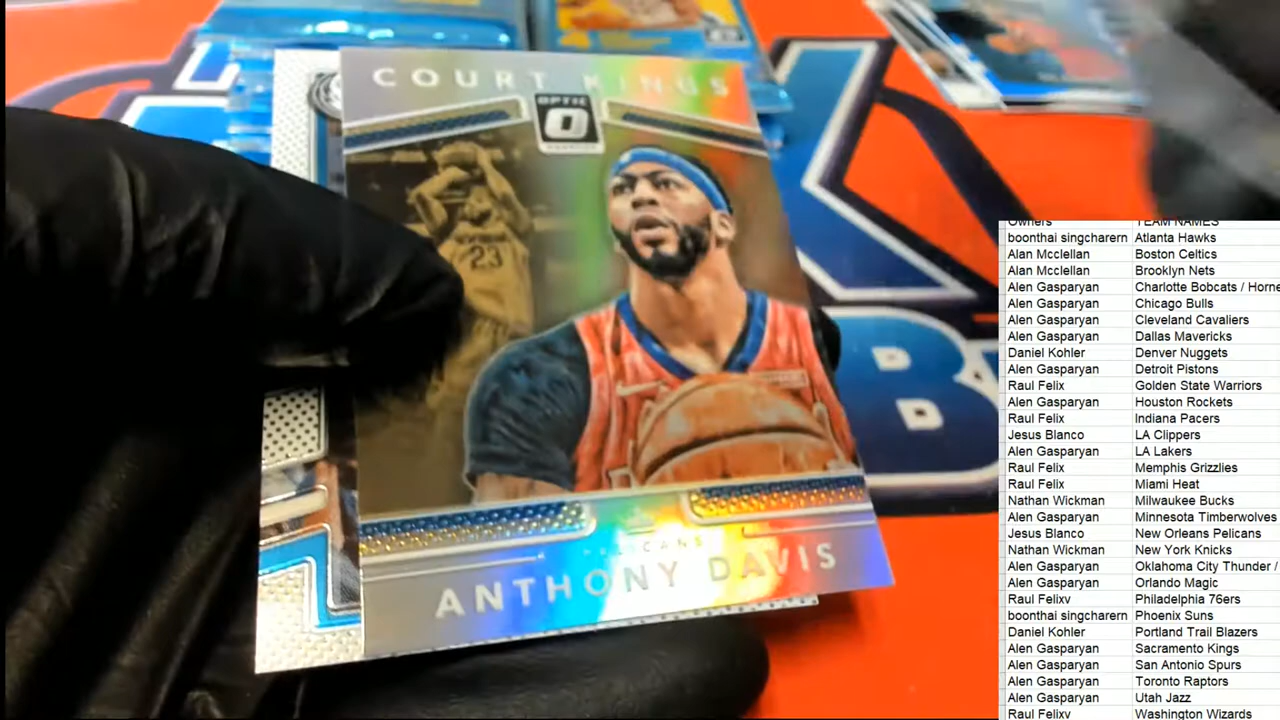 COURT KINGS
OPTIC
23
PELICANS
ANTHONY DAVIS
Owners TEAM NAMES
boonthai singcharern Atlanta Hawks
Alan Mcclellan Boston Celtics
Alan Mcclellan Brooklyn Nets
Alen Gasparyan Charlotte Bobcats / Horne
Alen Gasparyan Chicago Bulls
Alen Gasparyan Cleveland Cavaliers
Alen Gasparyan Dallas Mavericks
Daniel Kohler Denver Nuggets
Alen Gasparyan Detroit Pistons
Raul Felix Golden State Warriors
Alen Gasparyan Houston Rockets
Raul Felix Indiana Pacers
Jesus Blanco LA Clippers
Alen Gasparyan LA Lakers
Raul Felix Memphis Grizzlies
Raul Felix Miami Heat
Nathan Wickman Milwaukee Bucks
Alen Gasparyan Minnesota Timberwolves
Jesus Blanco New Orleans Pelicans
Nathan Wickman New York Knicks
Alen Gasparyan Oklahoma City Thunder /
Alen Gasparyan Orlando Magic
Raul Felixv Philadelphia 76ers
boonthai singcharern Phoenix Suns
Daniel Kohler Portland Trail Blazers
Alen Gasparyan Sacramento Kings
Alen Gasparyan San Antonio Spurs
Alen Gasparyan Toronto Raptors
Alen Gasparyan Utah Jazz
Raul Felixv Washington Wizards